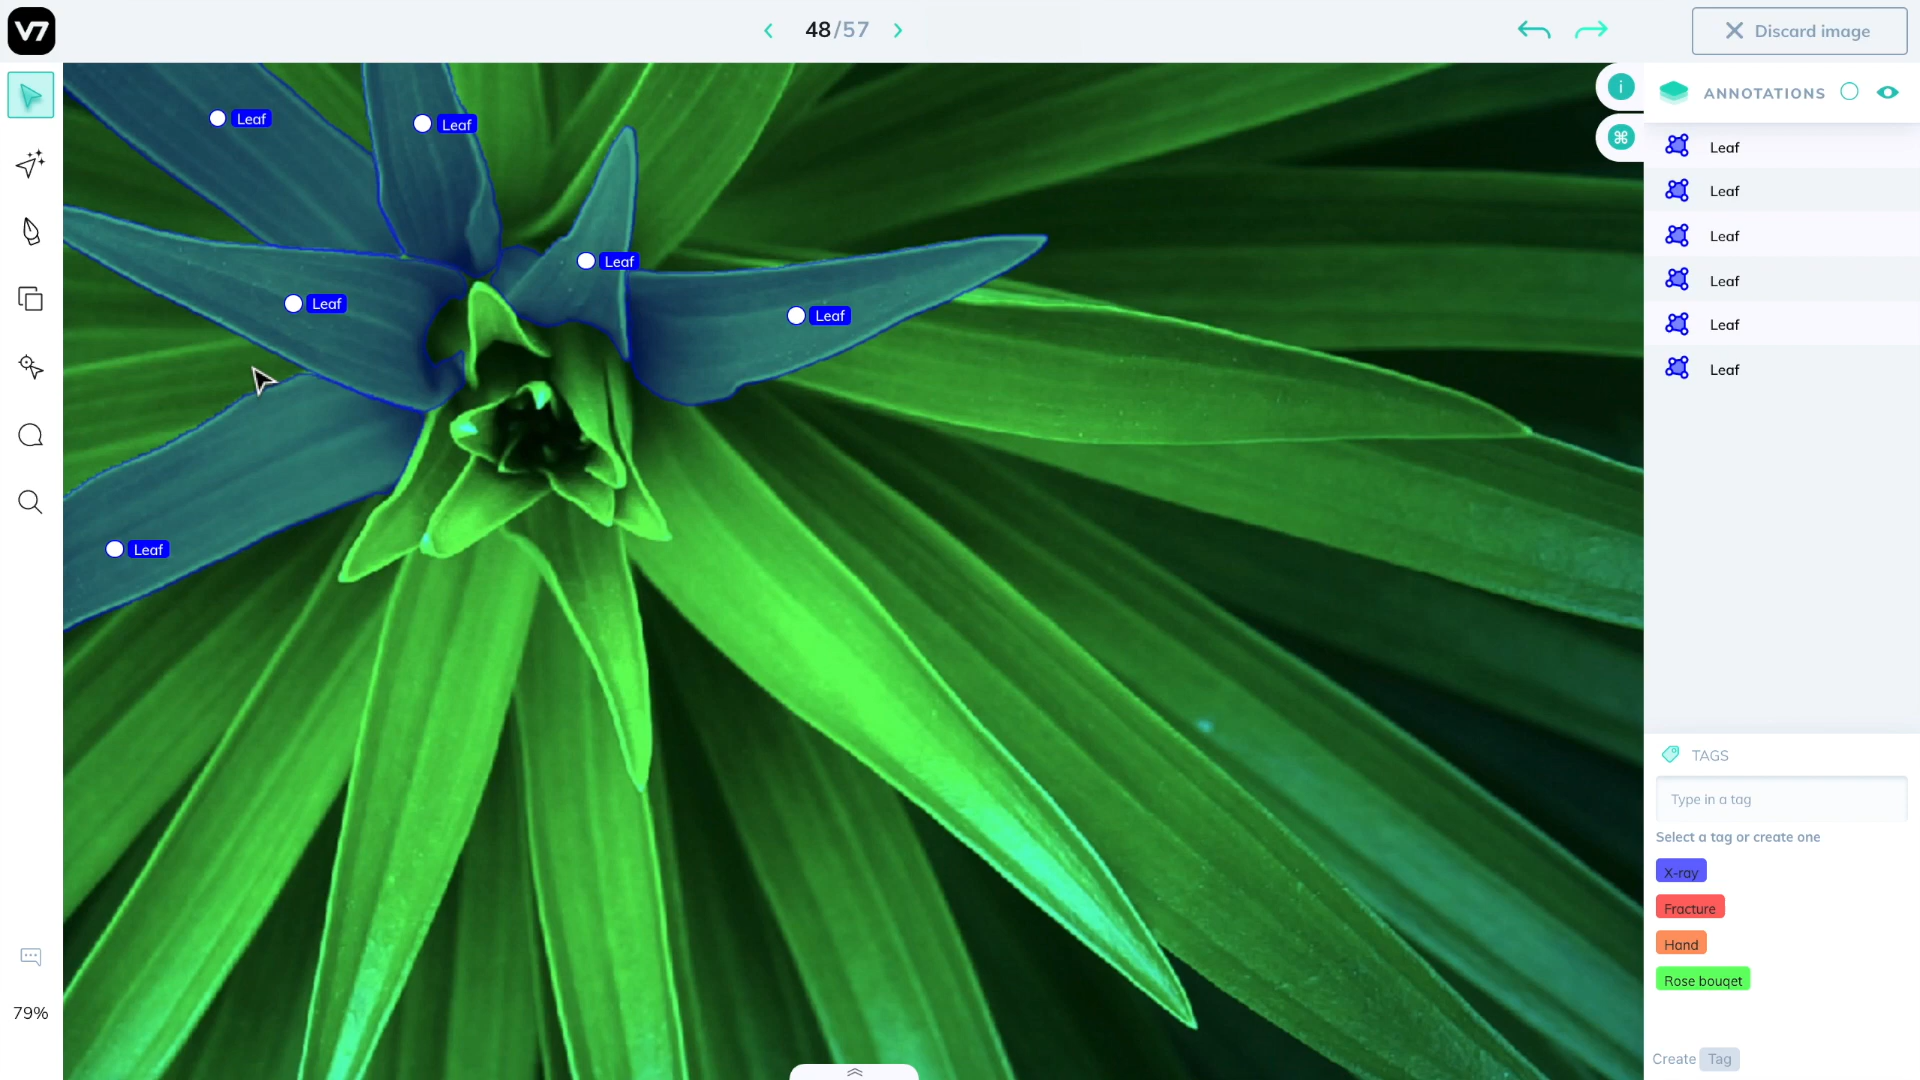 V7
48/57
Discard image
Leaf
Leaf
Leaf
Leaf
Leaf
Leaf
i
⌘
ANNOTATIONS
Leaf
Leaf
Leaf
Leaf
Leaf
Leaf
TAGS
Type in a tag
Select a tag or create one
X-ray
Fracture
Hand
Rose bouqet
Create Tag
79%